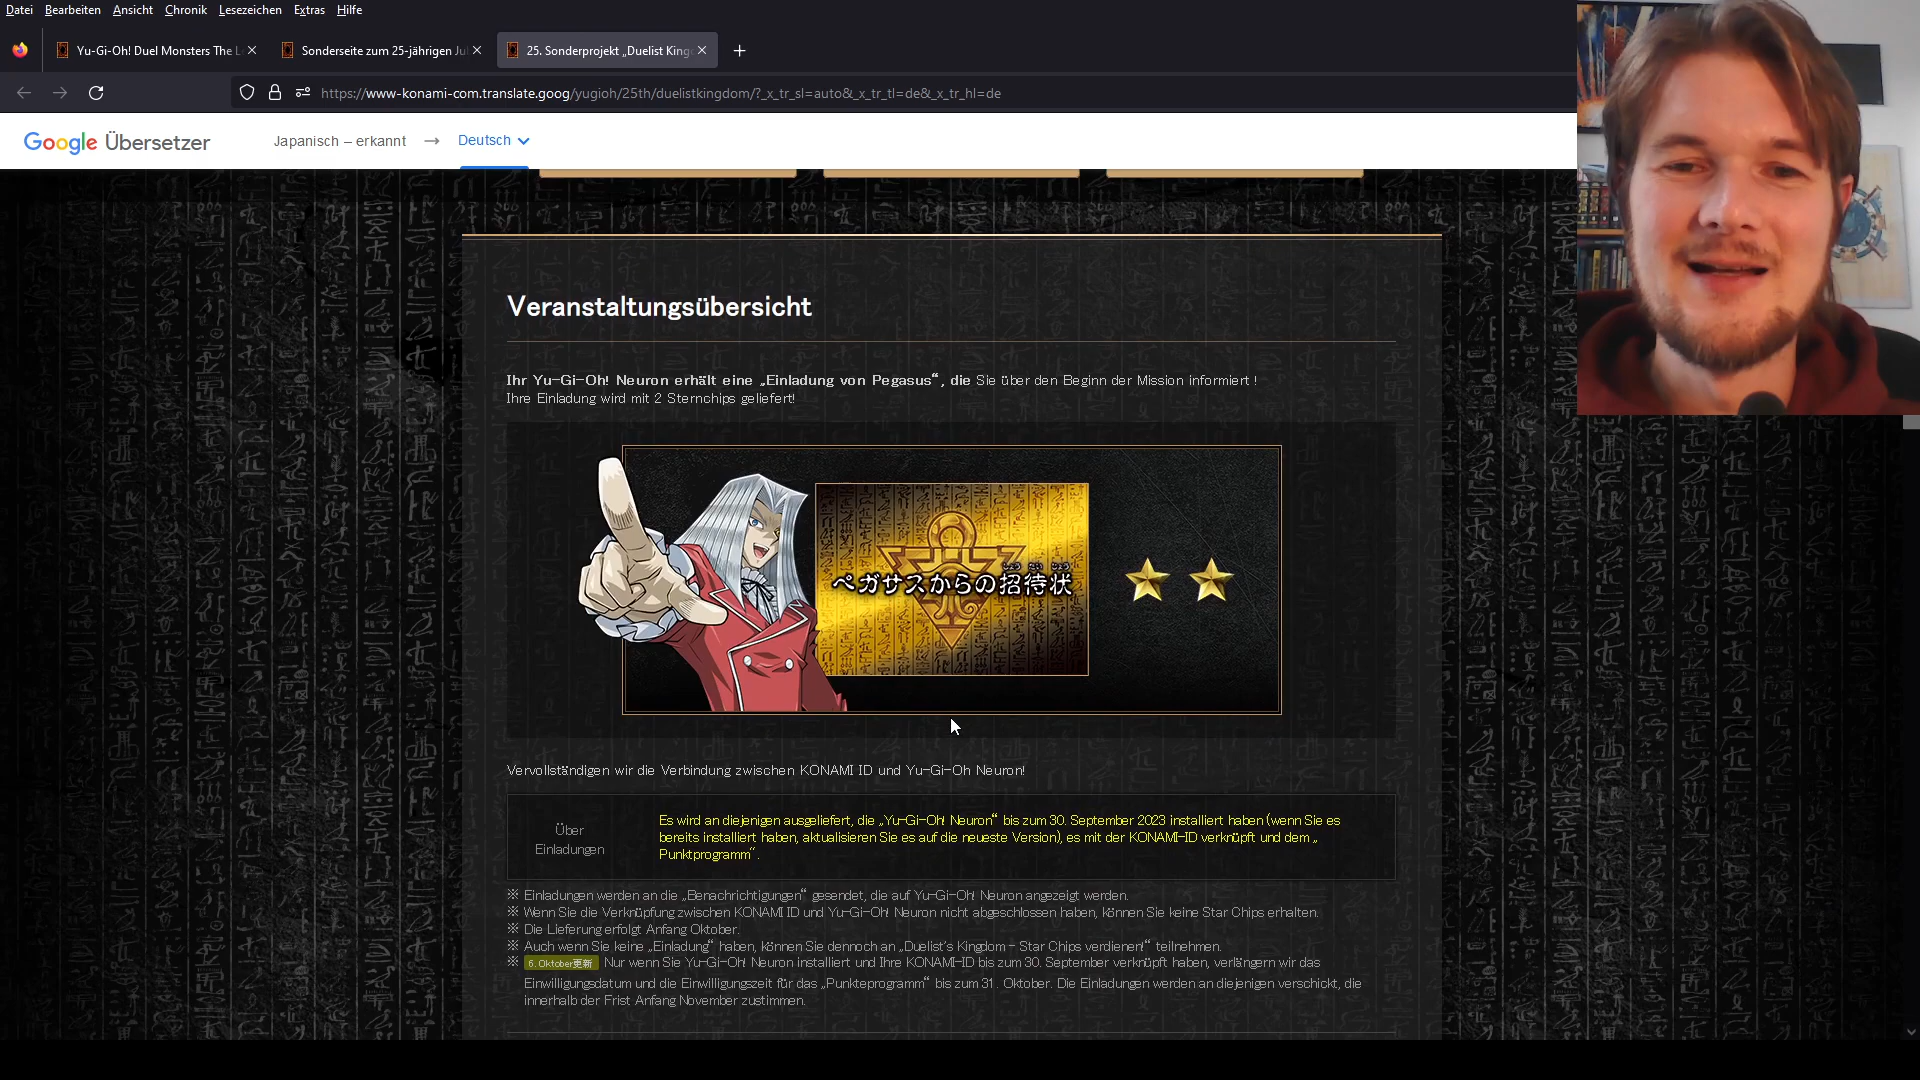 Datei Bearbeiten Ansicht Chronik Lesezeichen Extras Hilfe
Yu-Gi-Oh! Duel Monsters The L
Sonderseite zum 25-jährigen Ju
25. Sonderprojekt „Duelist King
https://www-konami-com.translate.goog/yugioh/25th/duelistkingdom/?_x_tr_sl=auto&_x_tr_tl=de&_x_tr_hl=de
Google Übersetzer Japanisch – erkannt → Deutsch
Veranstaltungsübersicht
Ihr Yu-Gi-Oh! Neuron erhält eine „Einladung von Pegasus“, die Sie über den Beginn der Mission informiert !
Ihre Einladung wird mit 2 Sternchips geliefert!
しょう たい じょう
ペガサスからの招待状
Vervollständigen wir die Verbindung zwischen KONAMI ID und Yu-Gi-Oh Neuron!
Über
Einladungen
Es wird an diejenigen ausgeliefert, die „Yu-Gi-Oh! Neuron“ bis zum 30. September 2023 installiert haben (wenn Sie es
bereits installiert haben, aktualisieren Sie es auf die neueste Version), es mit der KONAMI-ID verknüpft und dem „
Punktprogramm“.
※ Einladungen werden an die „Benachrichtigungen“ gesendet, die auf Yu-Gi-Oh! Neuron angezeigt werden.
※ Wenn Sie die Verknüpfung zwischen KONAMI ID und Yu-Gi-Oh! Neuron nicht abgeschlossen haben, können Sie keine Star Chips erhalten.
※ Die Lieferung erfolgt Anfang Oktober.
※ Auch wenn Sie keine „Einladung“ haben, können Sie dennoch an „Duelist's Kingdom - Star Chips verdienen!“ teilnehmen.
※ 6. Oktober更新 Nur wenn Sie Yu-Gi-Oh! Neuron installiert und Ihre KONAMI-ID bis zum 30. September verknüpft haben, verlängern wir das
Einwilligungsdatum und die Einwilligungszeit für das „Punkteprogramm“ bis zum 31. Oktober. Die Einladungen werden an diejenigen verschickt, die
innerhalb der Frist Anfang November zustimmen.